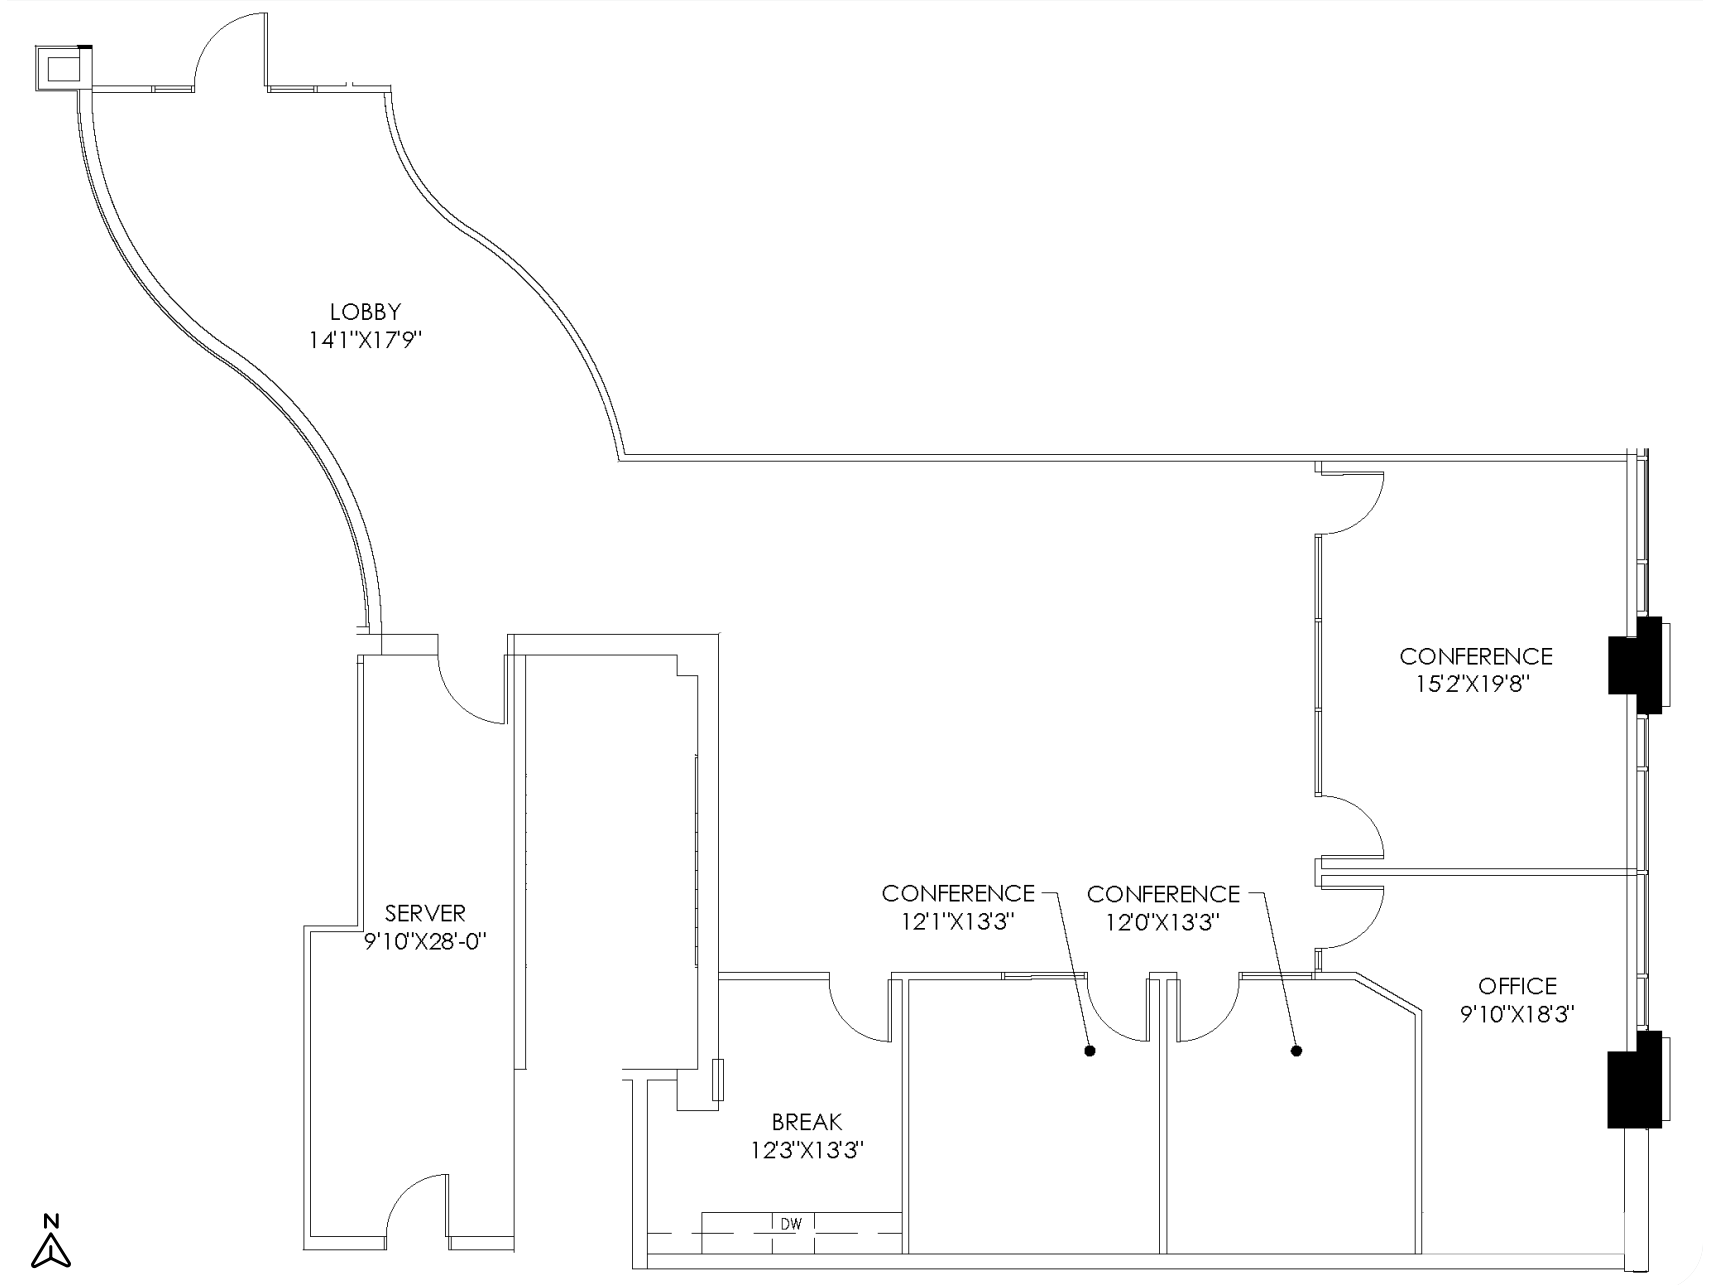 LOBBY
14'1"X17'9"
CONFERENCE
15'2"X19'8"
CONFERENCE
12'1"X13'3"
CONFERENCE
12'0"X13'3"
SERVER
9'10"X28'-0"
OFFICE
9'10"X18'3"
BREAK
12'3"X13'3"
DW
N